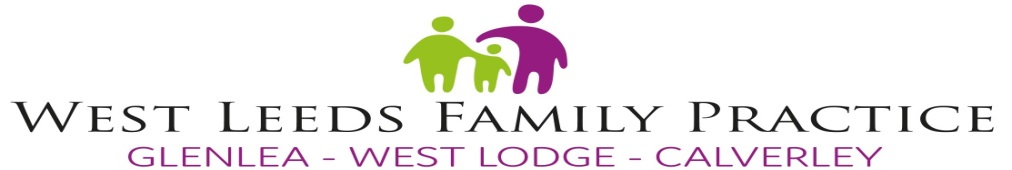 WEST LEEDS FAMILY PRACTICE
GLENLEA - WEST LODGE - CALVERLEY